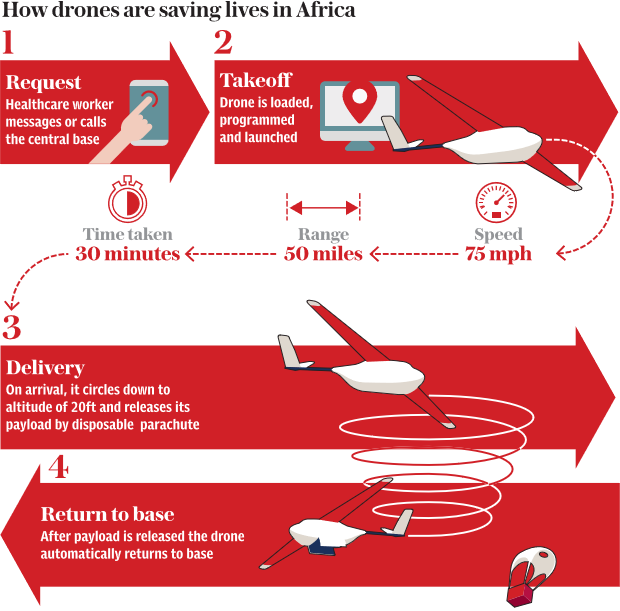 How drones are saving lives in Africa
1
Request
Healthcare worker
messages or calls
the central base
2
Takeoff
Drone is loaded,
programmed
and launched
Speed
75 mph
Range
50 miles
Time taken
30 minutes
3
Delivery
On arrival, it circles down to
altitude of 20ft and releases its
payload by disposable parachute
4
Return to base
After payload is released the drone
automatically returns to base